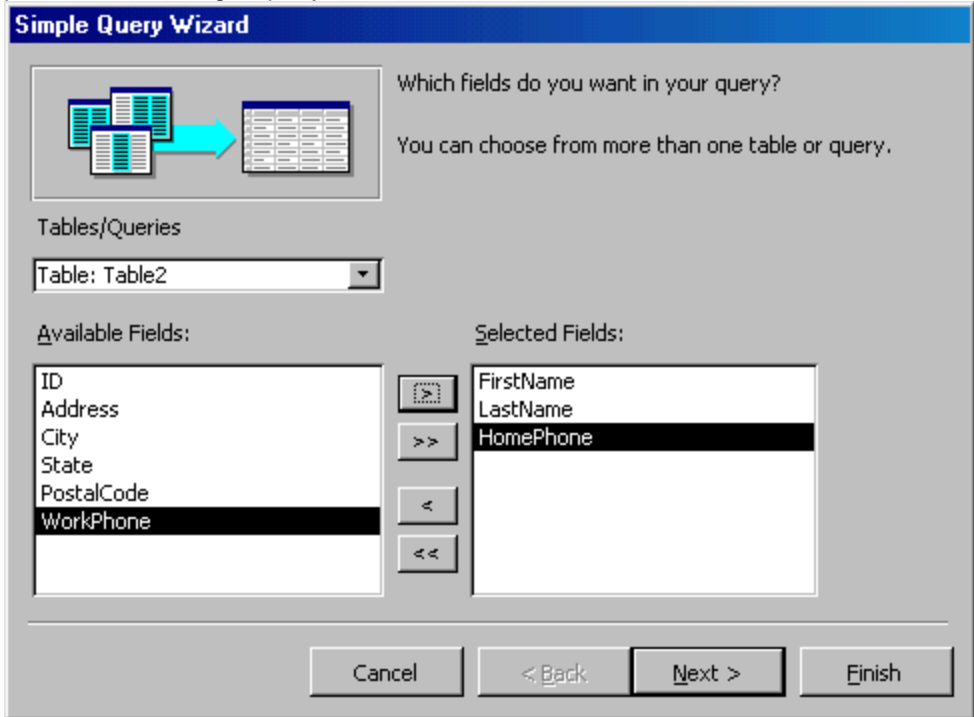 Simple Query Wizard
Which fields do you want in your query?
You can choose from more than one table or query.
Tables/Queries
Table: Table2
Available Fields:
ID
Address
City
State
PostalCode
WorkPhone
>
>>
<
<<
Selected Fields:
FirstName
LastName
HomePhone
Cancel
< Back
Next >
Finish